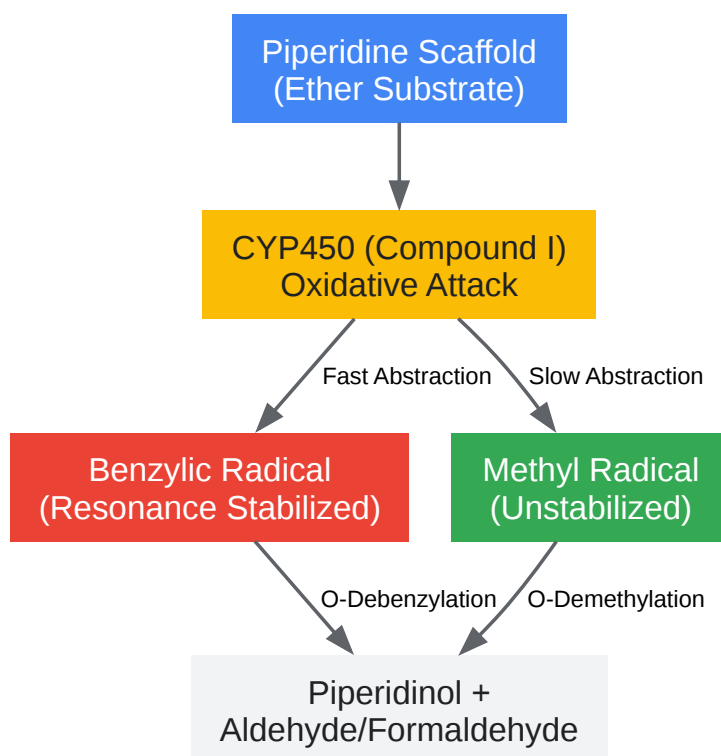 Piperidine Scaffold
(Ether Substrate)
CYP450 (Compound I)
Oxidative Attack
Fast Abstraction
Slow Abstraction
Benzylic Radical
(Resonance Stabilized)
Methyl Radical
(Unstabilized)
O-Debenzylation
O-Demethylation
Piperidinol +
Aldehyde/Formaldehyde